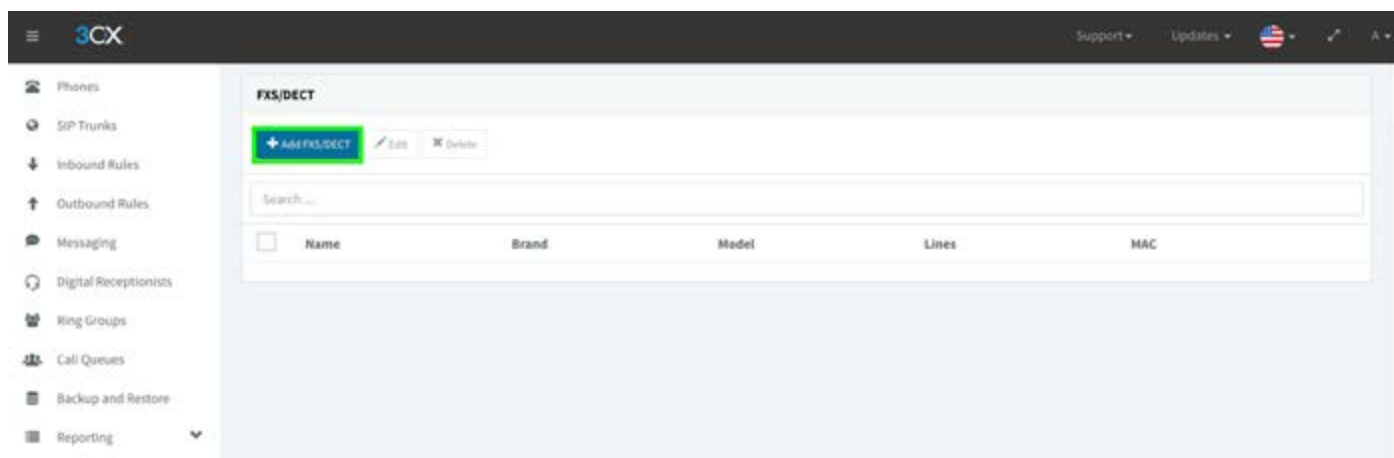 3CX Support Updates A
Phones
SIP Trunks
Inbound Rules
Outbound Rules
Messaging
Digital Receptionists
Ring Groups
Call Queues
Backup and Restore
Reporting
FXS/DECT
+ Add FXS/DECT Edit Delete
Search ...
Name Brand Model Lines MAC